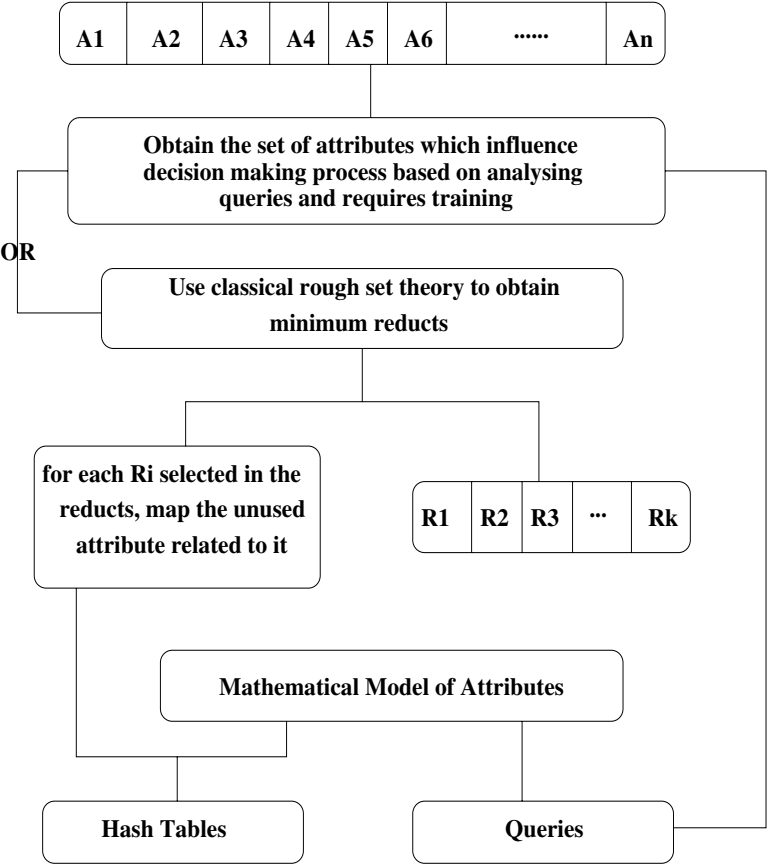 A1 A2 A3 A4 A5 A6 ...... An
Obtain the set of attributes which influence
decision making process based on analysing
queries and requires training
OR
Use classical rough set theory to obtain
minimum reducts
for each Ri selected in the
reducts, map the unused
attribute related to it
R1 R2 R3 ... Rk
Mathematical Model of Attributes
Hash Tables
Queries